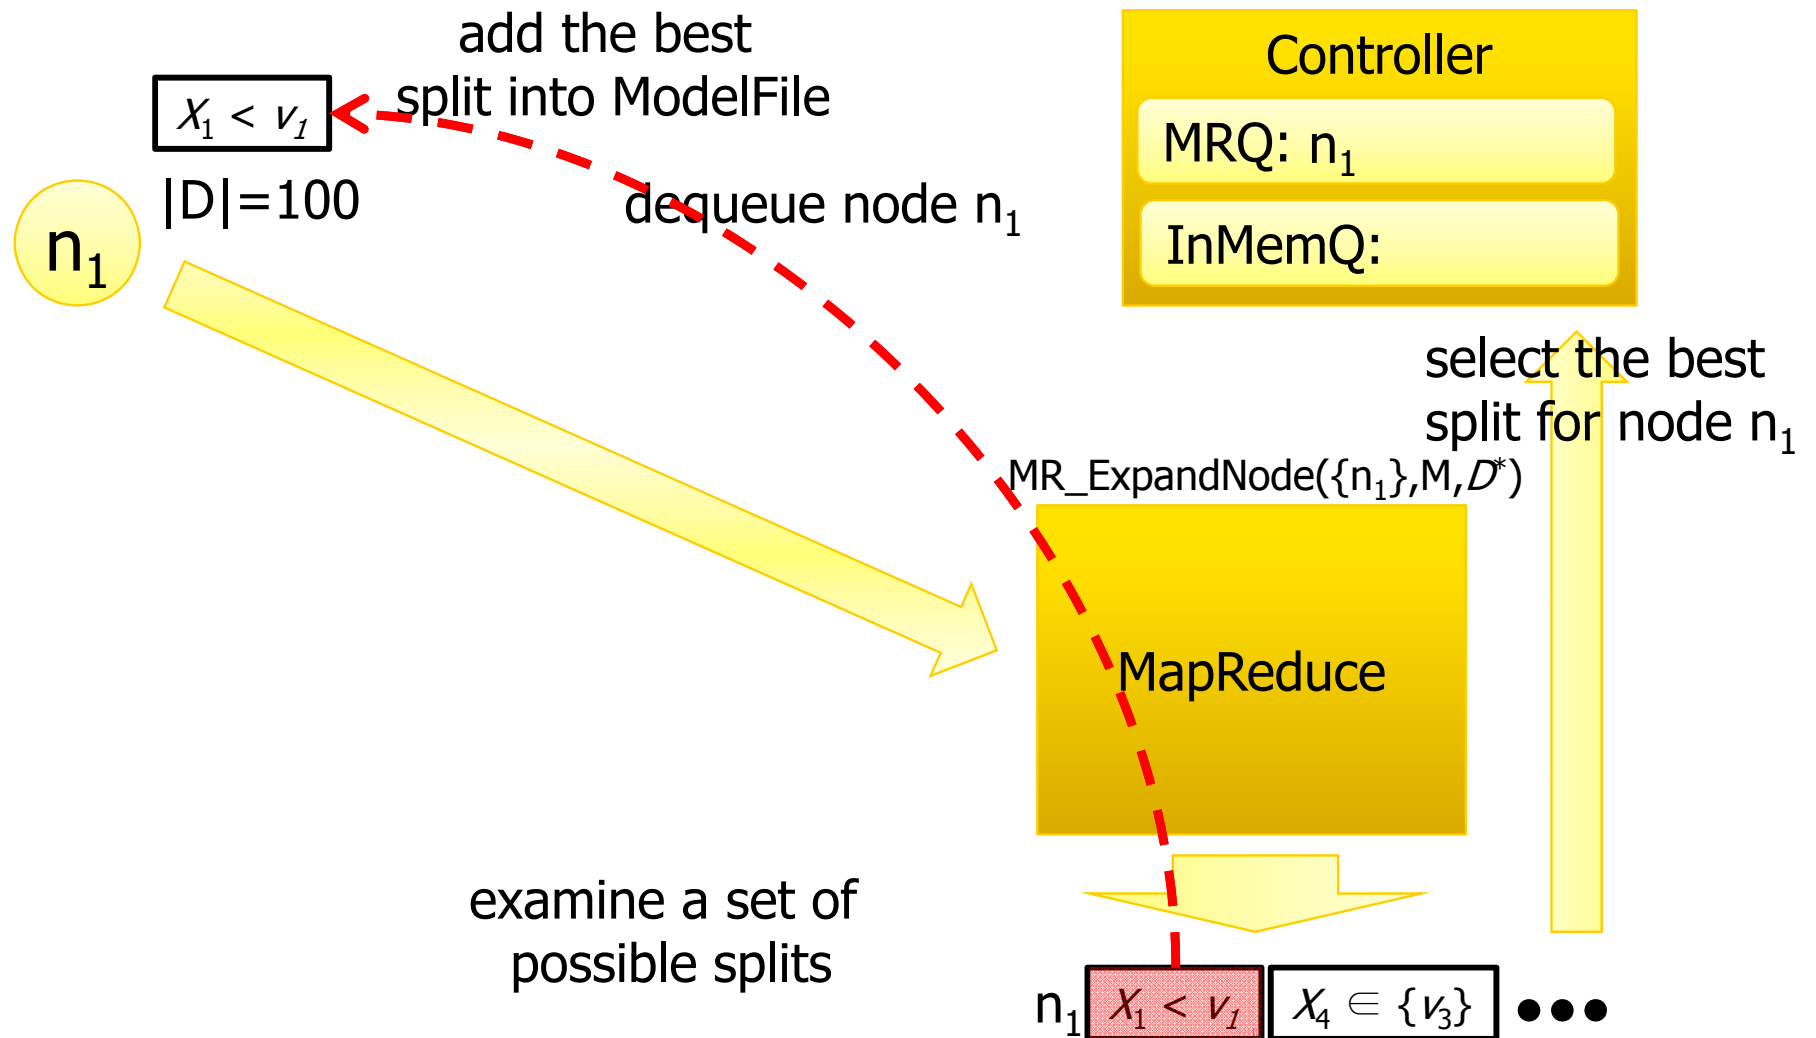 add the best
split into ModelFile
X₁ < v₁
|D|=100
n₁
dequeue node n₁
Controller
MRQ: n₁
InMemQ:
select the best
split for node n₁
MR_ExpandNode({n₁},M,D*)
MapReduce
examine a set of
possible splits
n₁ X₁ < v₁ X₄ ∈ {v₃} •••